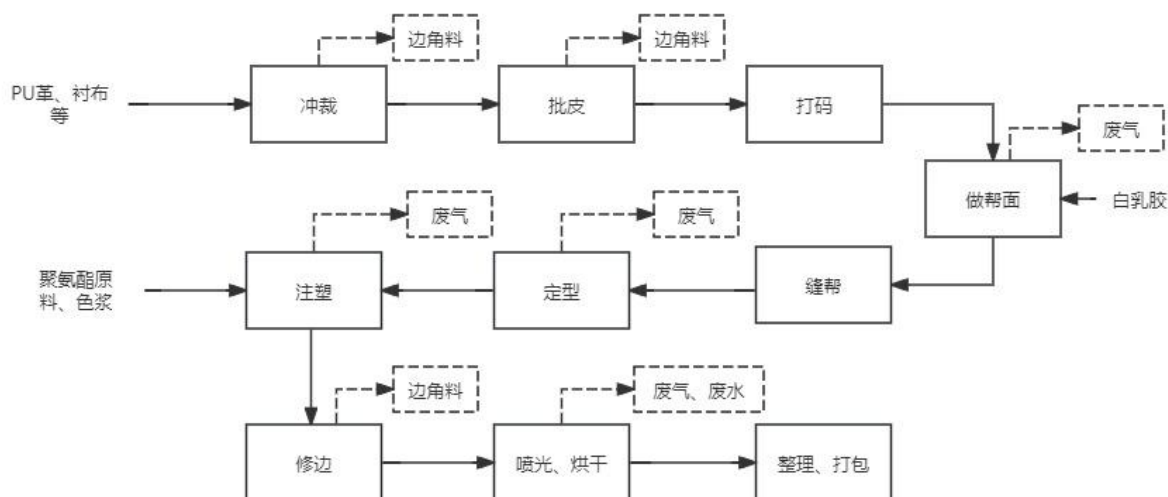 边角料
边角料
PU革、衬布
等
冲裁
批皮
打码
废气
做帮面
白乳胶
废气
废气
聚氨酯原
料、色浆
注塑
定型
缝帮
边角料
废气、废水
修边
喷光、烘干
整理、打包